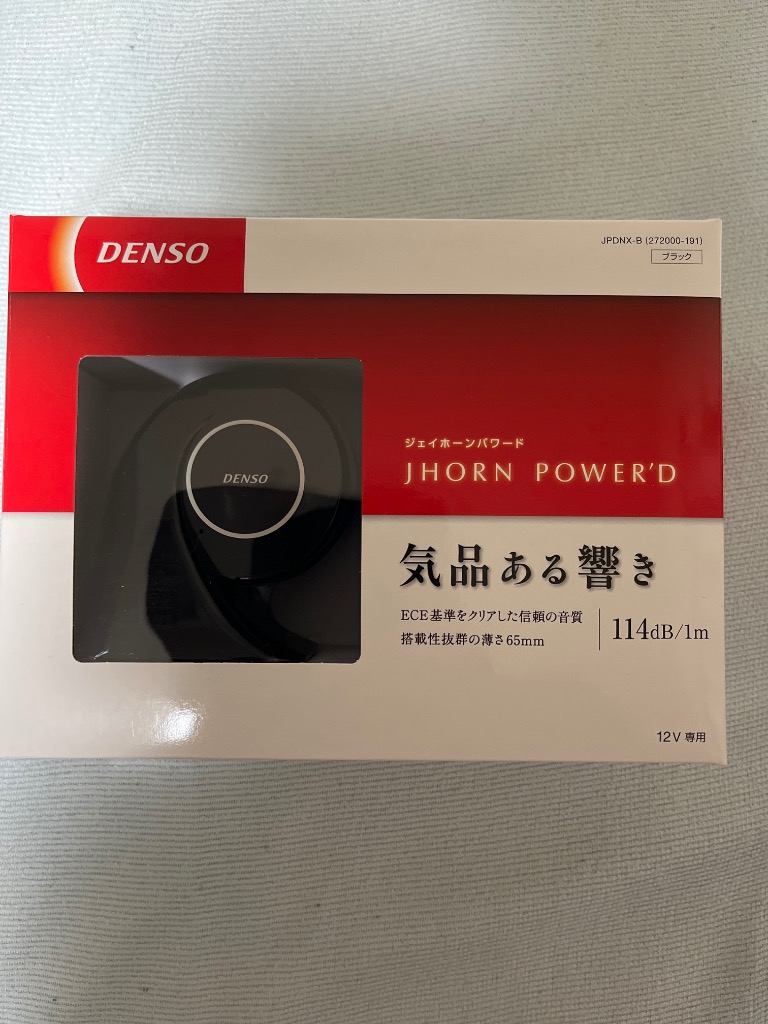 DENSO
JPDNX-B (272000-191)
ブラック
DENSO
ジェイホーンパワード
JHORN POWER'D
気品ある響き
ECE基準をクリアした信頼の音質
搭載性抜群の薄さ65mm
114dB/1m
12V 専用